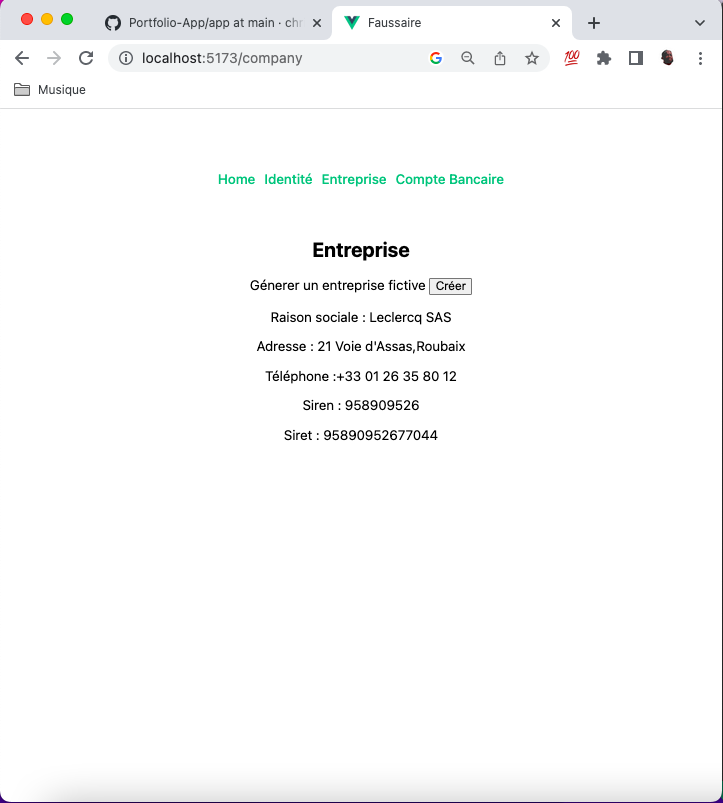 Portfolio-App/app at main · chr
Faussaire
localhost:5173/company
Musique
Home Identité Entreprise Compte Bancaire
Entreprise
Génerer un entreprise fictive Créer
Raison sociale : Leclercq SAS
Adresse : 21 Voie d'Assas,Roubaix
Téléphone :+33 01 26 35 80 12
Siren : 958909526
Siret : 95890952677044